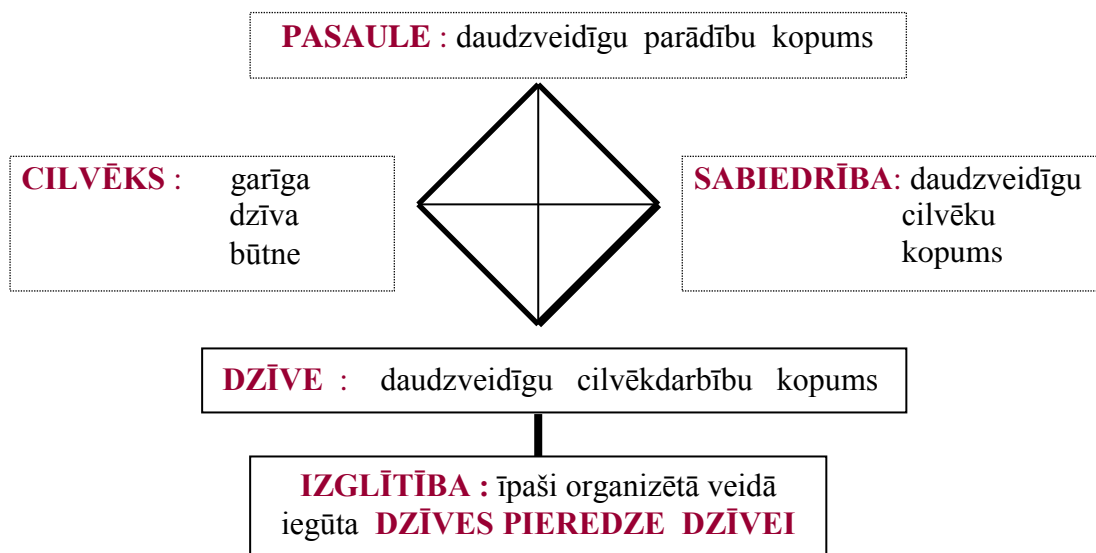 PASAULE : daudzveidīgu parādību kopums
CILVĒKS : garīga
dzīva
būtne
SABIEDRĪBA: daudzveidīgu
cilvēku
kopums
DZĪVE : daudzveidīgu cilvēkdarbību kopums
IZGLĪTĪBA : īpaši organizētā veidā
iegūta DZĪVES PIEREDZE DZĪVEI